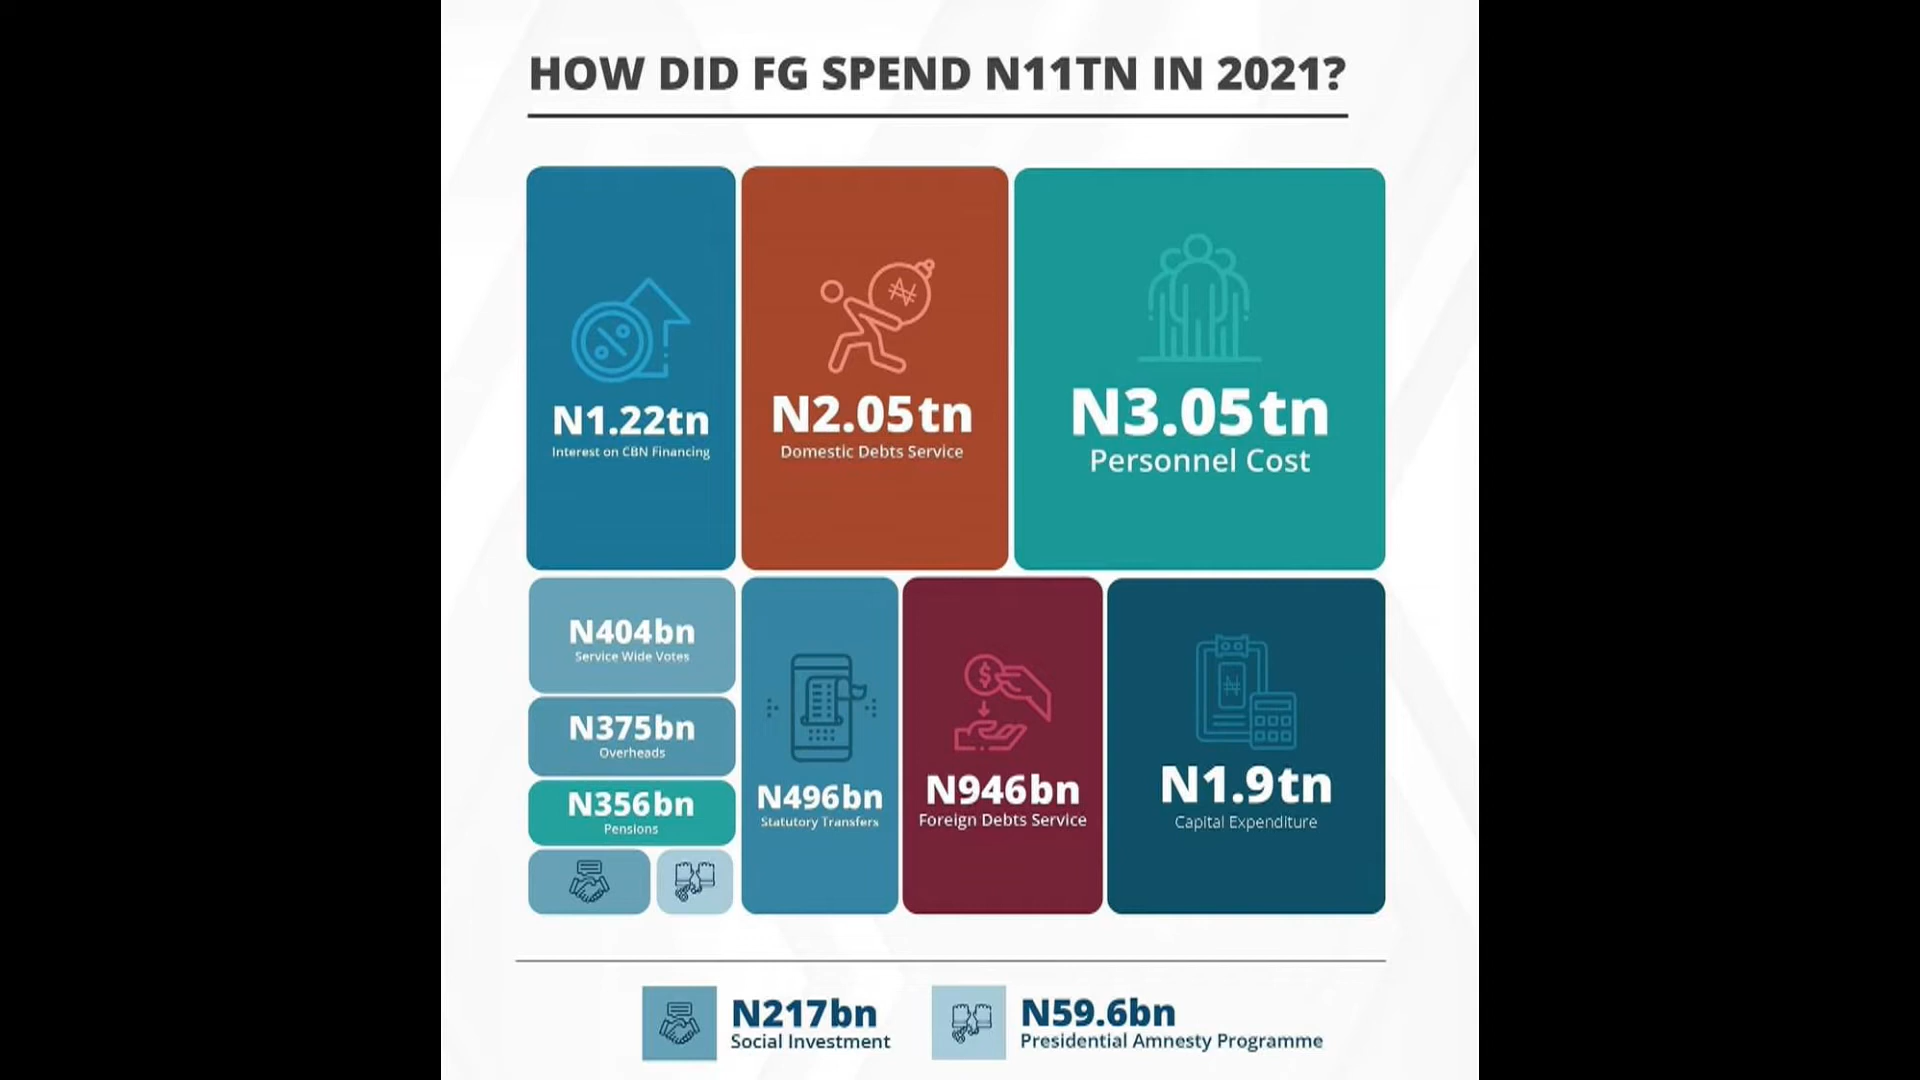 HOW DID FG SPEND N11TN IN 2021?
N1.22tn
Interest on CBN Financing
N2.05tn
Domestic Debts Service
N3.05tn
Personnel Cost
N404bn
Service Wide Votes
N375bn
Overheads
N356bn
Pensions
N496bn
Statutory Transfers
N946bn
Foreign Debts Service
N1.9tn
Capital Expenditure
N217bn
Social Investment
N59.6bn
Presidential Amnesty Programme